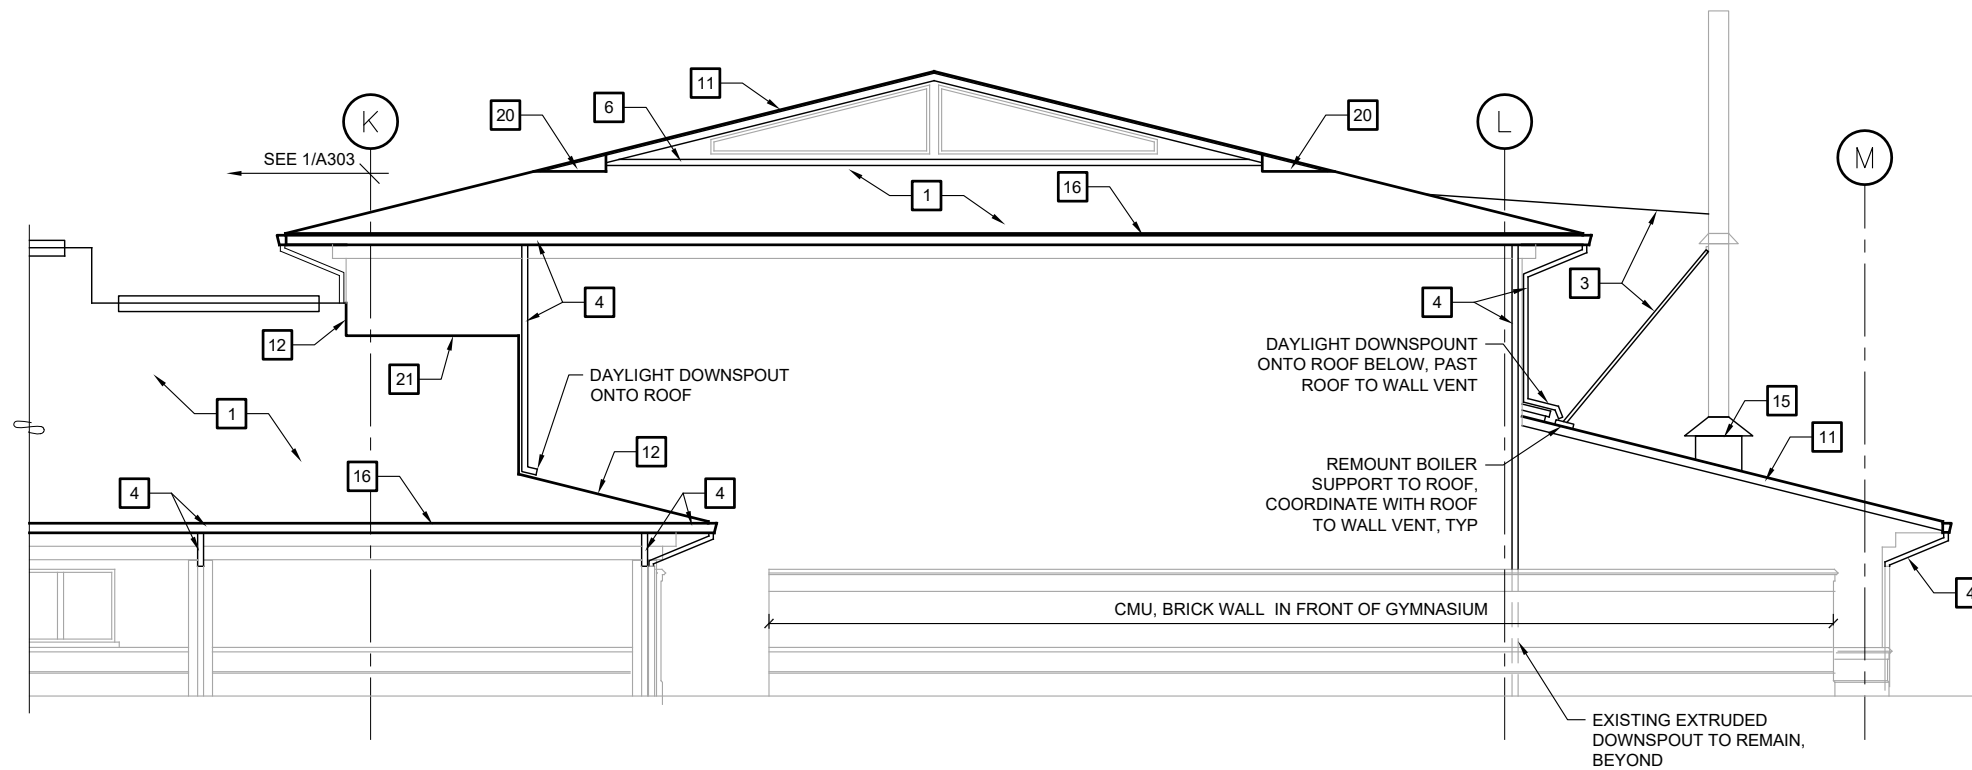 11
K
6
20
20
L
M
SEE 1/A303
1
16
3
4
4
12
DAYLIGHT DOWNSPOUNT
ONTO ROOF BELOW, PAST
ROOF TO WALL VENT
21
DAYLIGHT DOWNSPOUT
ONTO ROOF
1
15
11
12
REMOUNT BOILER
SUPPORT TO ROOF,
COORDINATE WITH ROOF
TO WALL VENT, TYP
16
4
4
4
CMU, BRICK WALL IN FRONT OF GYMNASIUM
EXISTING EXTRUDED
DOWNSPOUT TO REMAIN,
BEYOND